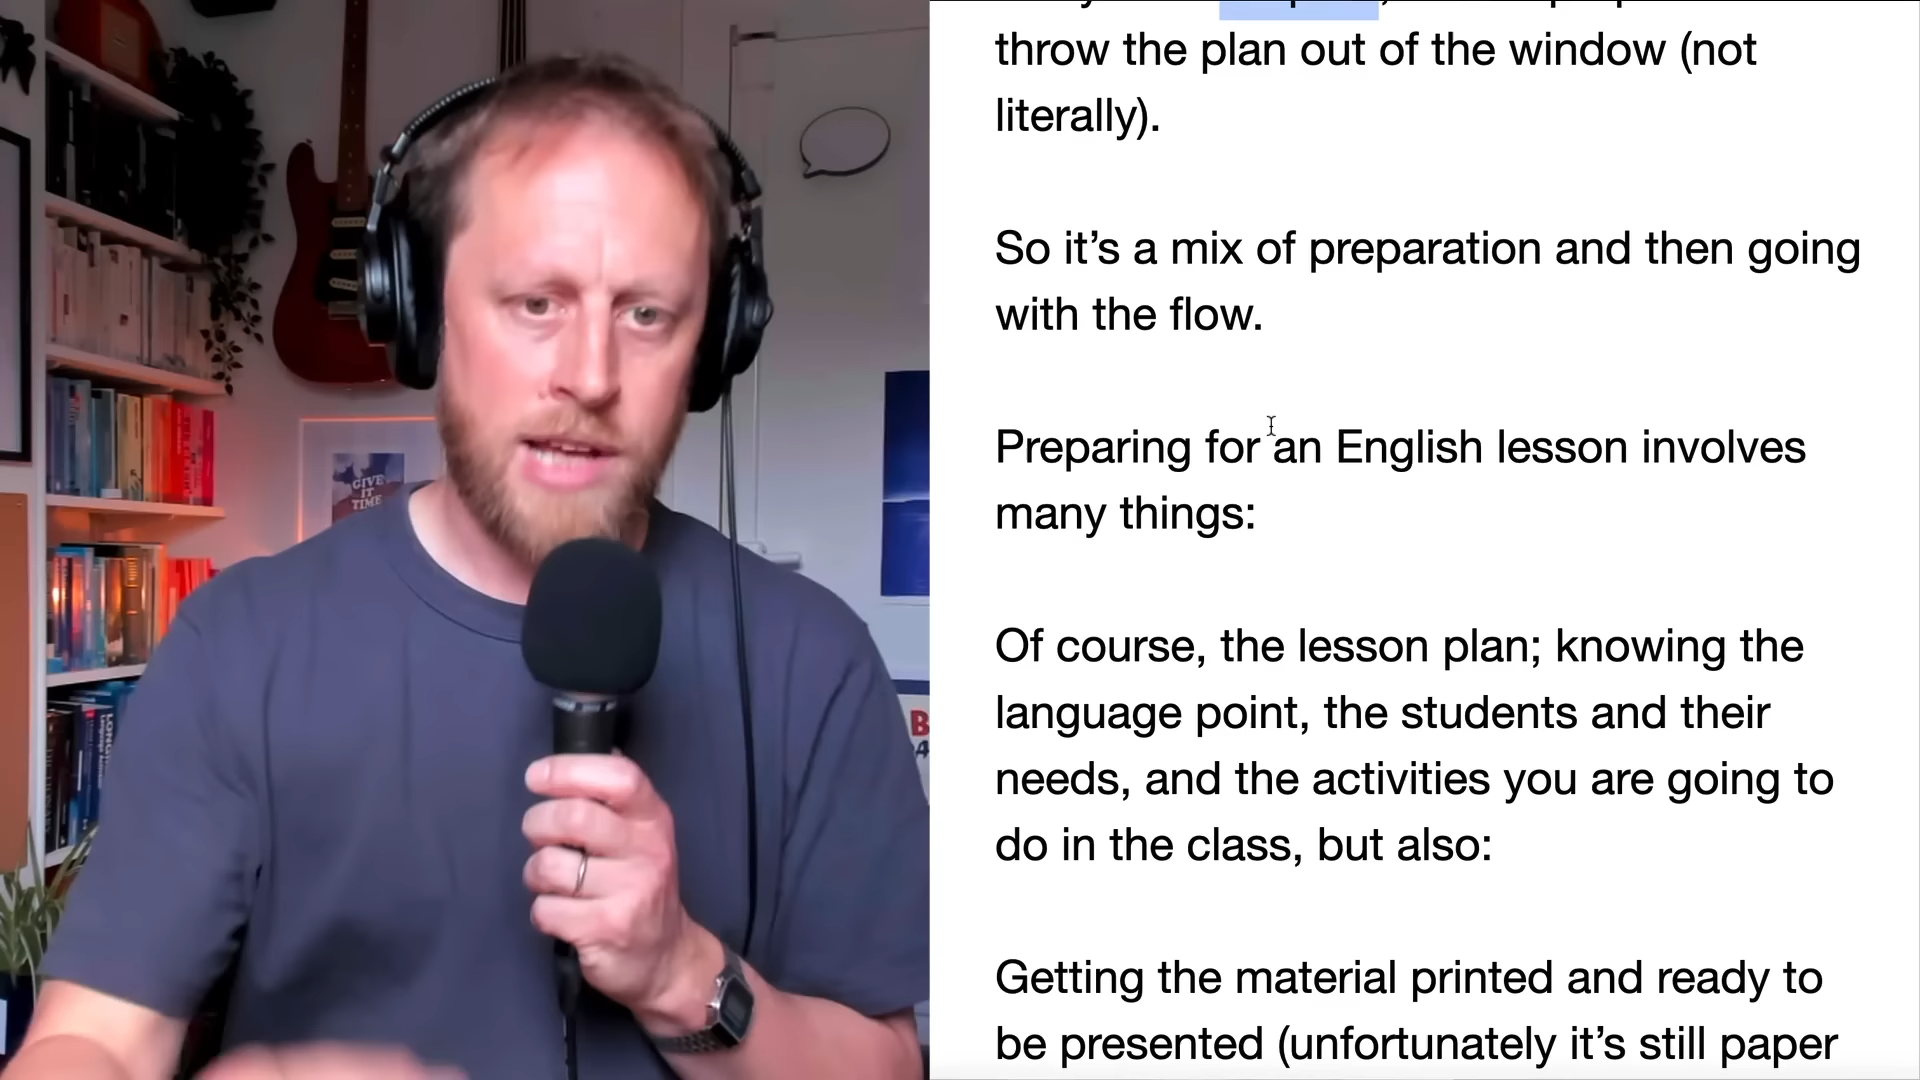 throw the plan out of the window (not
literally).
So it’s a mix of preparation and then going
with the flow.
Preparing for an English lesson involves
many things:
Of course, the lesson plan; knowing the
language point, the students and their
needs, and the activities you are going to
do in the class, but also:
Getting the material printed and ready to
be presented (unfortunately it’s still paper
GIVE
IT
TIME